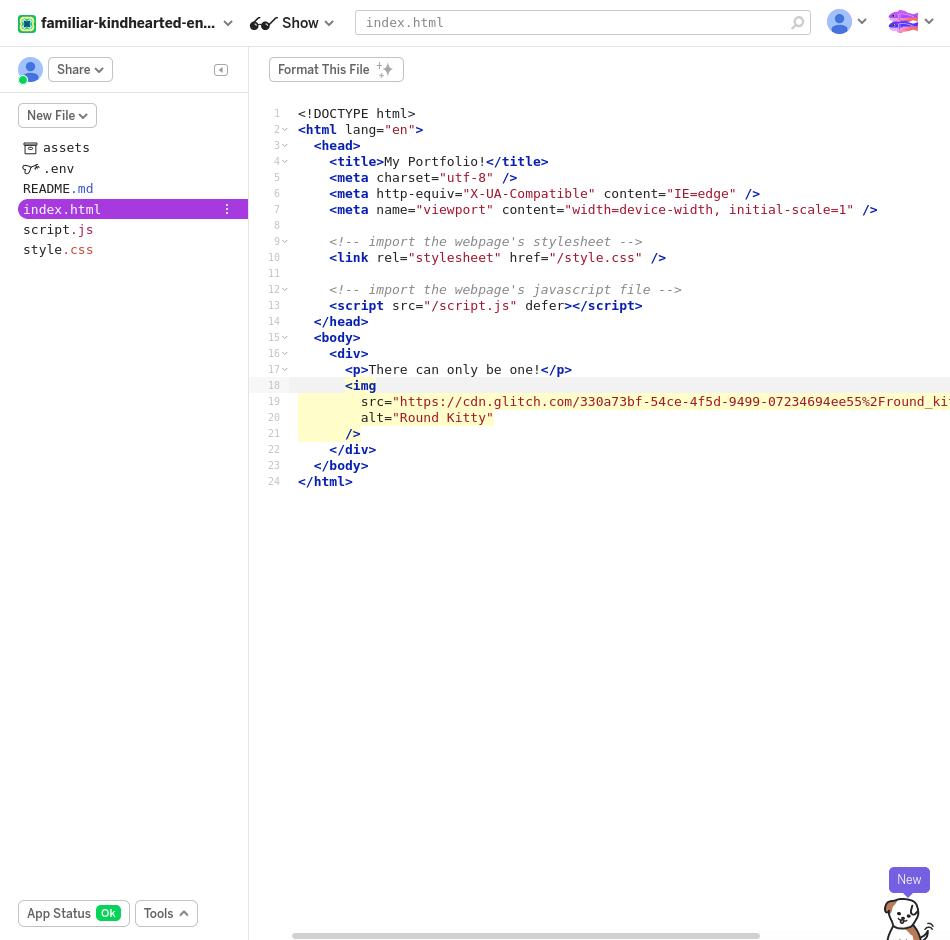 familiar-kindhearted-en...
Show
index.html
Share
Format This File
New File
assets
.env
README.md
index.html
script.js
style.css
1 <!DOCTYPE html>
2 <html lang="en">
3 <head>
4 <title>My Portfolio!</title>
5 <meta charset="utf-8" />
6 <meta http-equiv="X-UA-Compatible" content="IE=edge" />
7 <meta name="viewport" content="width=device-width, initial-scale=1" />
8
9 <!-- import the webpage's stylesheet -->
10 <link rel="stylesheet" href="/style.css" />
11
12 <!-- import the webpage's javascript file -->
13 <script src="/script.js" defer></script>
14 </head>
15 <body>
16 <div>
17 <p>There can only be one!</p>
18 <img
19 src="https://cdn.glitch.com/330a73bf-54ce-4f5d-9499-07234694ee55%2Fround_kit
20 alt="Round Kitty"
21 />
22 </div>
23 </body>
24 </html>
New
App Status Ok
Tools